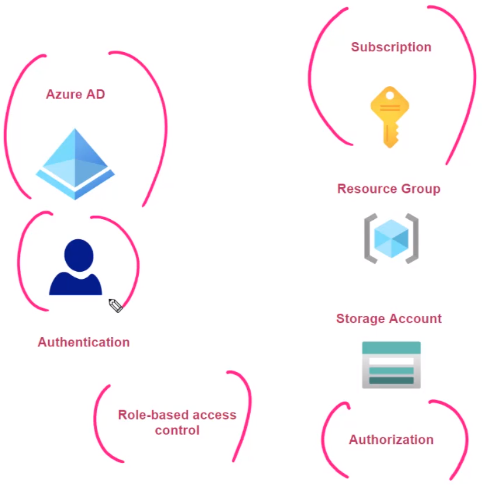 Subscription
Azure AD
Resource Group
Storage Account
Authentication
Role-based access
control
Authorization